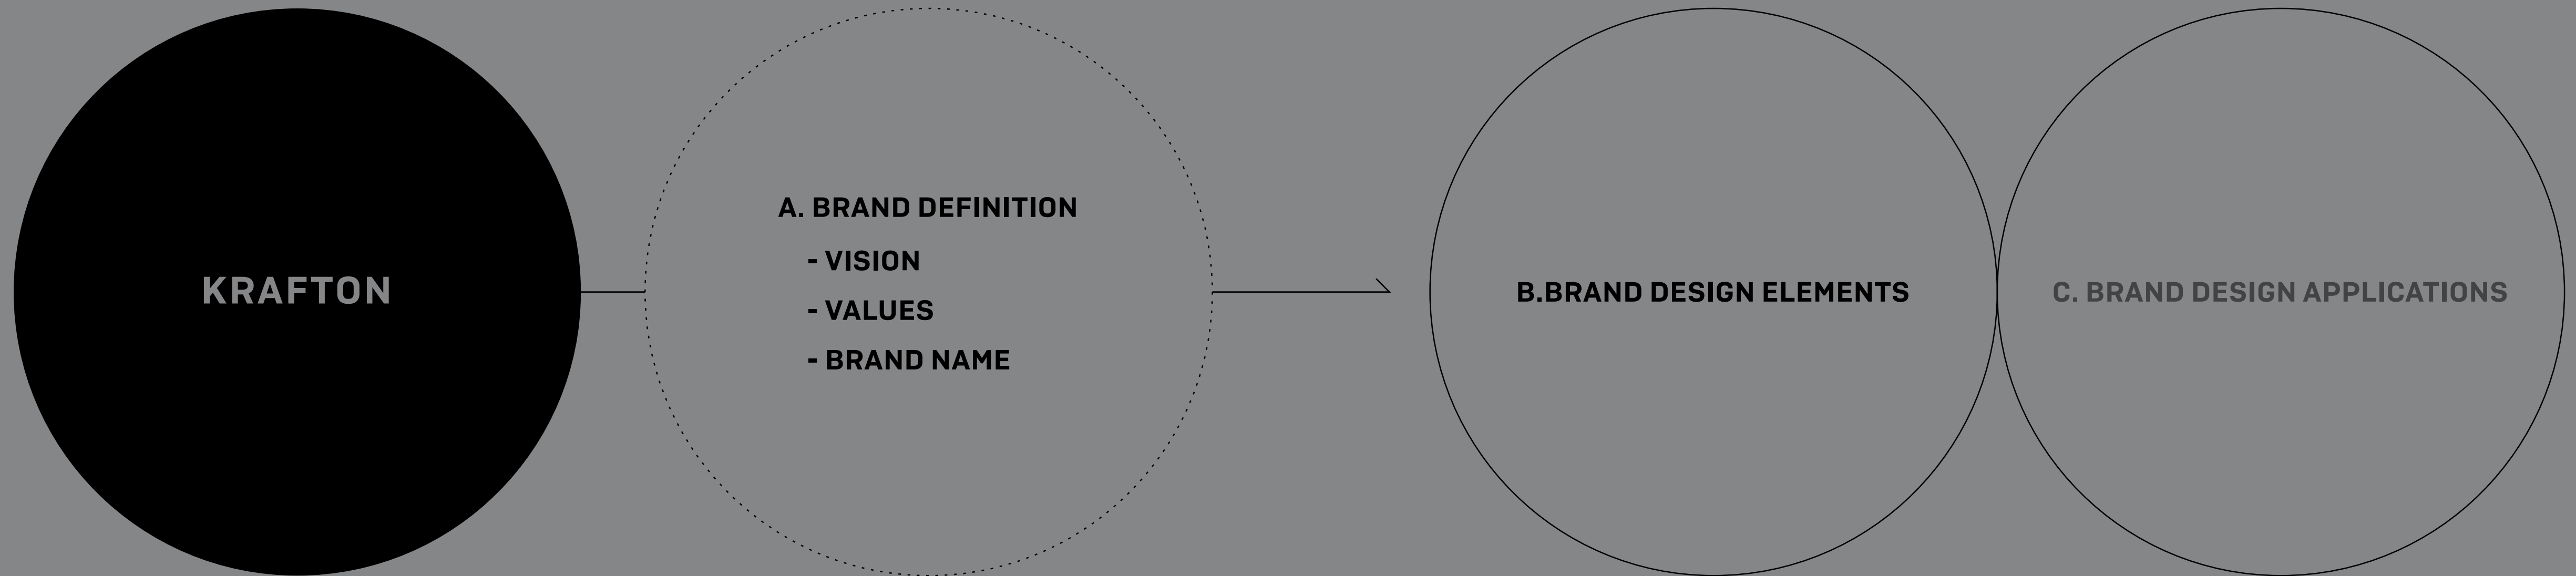 KRAFTON
A. BRAND DEFINITION
- VISION
- VALUES
- BRAND NAME
B.BRAND DESIGN ELEMENTS
C. BRAND DESIGN APPLICATIONS